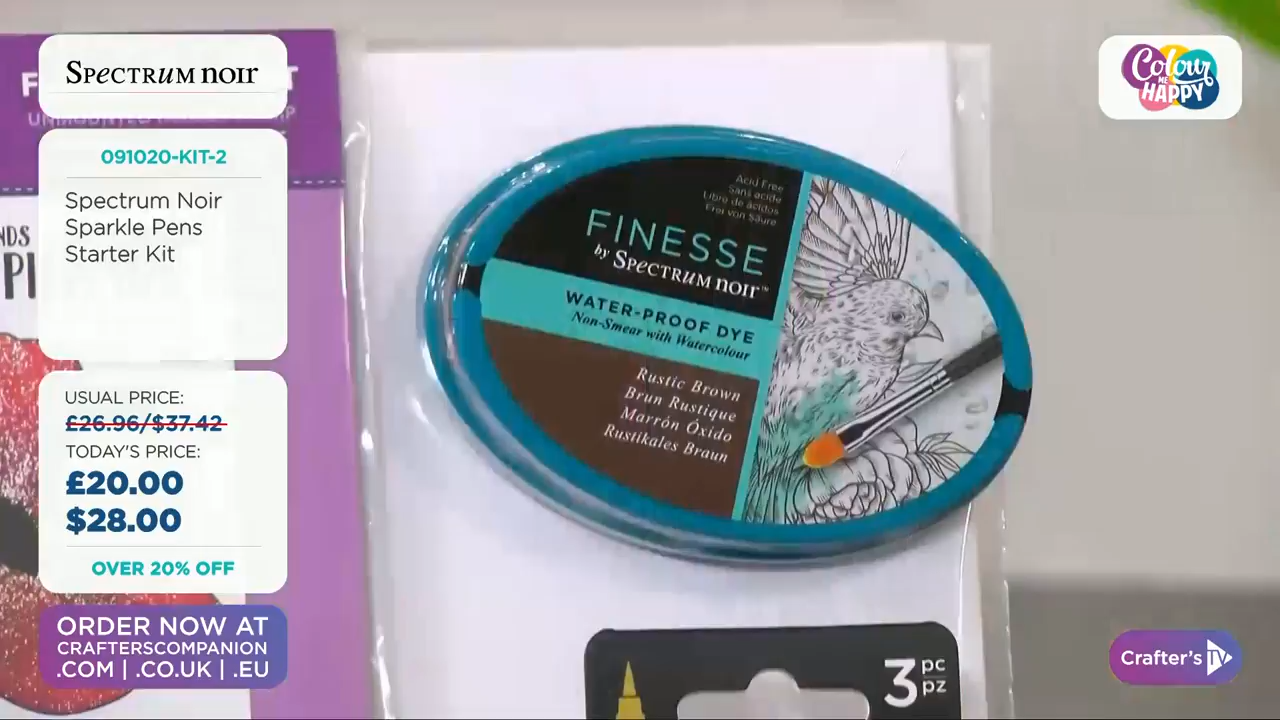 SPECTRUM noir
091020-KIT-2
Spectrum Noir
Sparkle Pens
Starter Kit
USUAL PRICE:
£26.96/$37.42
TODAY'S PRICE:
£20.00
$28.00
OVER 20% OFF
ORDER NOW AT
CRAFTERSCOMPANION
.COM | .CO.UK | .EU
Acid Free
Sans acide
Libre de ácidos
Frei von Säure
FINESSE
by SPECTRUM noir™
WATER-PROOF DYE
Non-Smear with Watercolour
Rustic Brown
Brun Rustique
Marrón Óxido
Rustikales Braun
3 pc
pz
Colour
ME
HAPPY
Crafter's TV